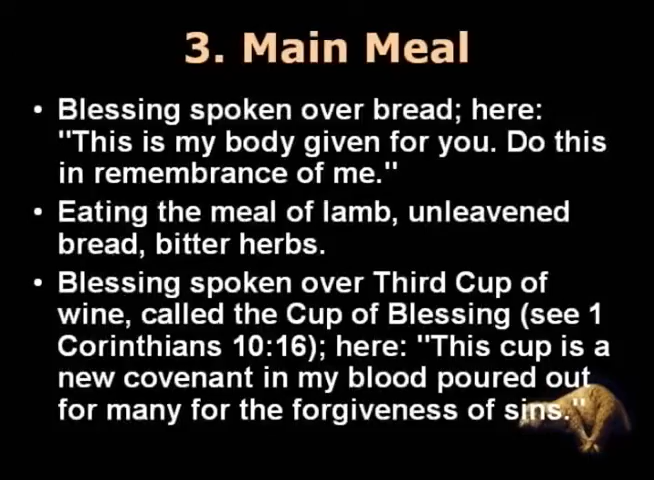 3. Main Meal
• Blessing spoken over bread; here:
"This is my body given for you. Do this
in remembrance of me."
• Eating the meal of lamb, unleavened
bread, bitter herbs.
• Blessing spoken over Third Cup of
wine, called the Cup of Blessing (see 1
Corinthians 10:16); here: "This cup is a
new covenant in my blood poured out
for many for the forgiveness of sins."